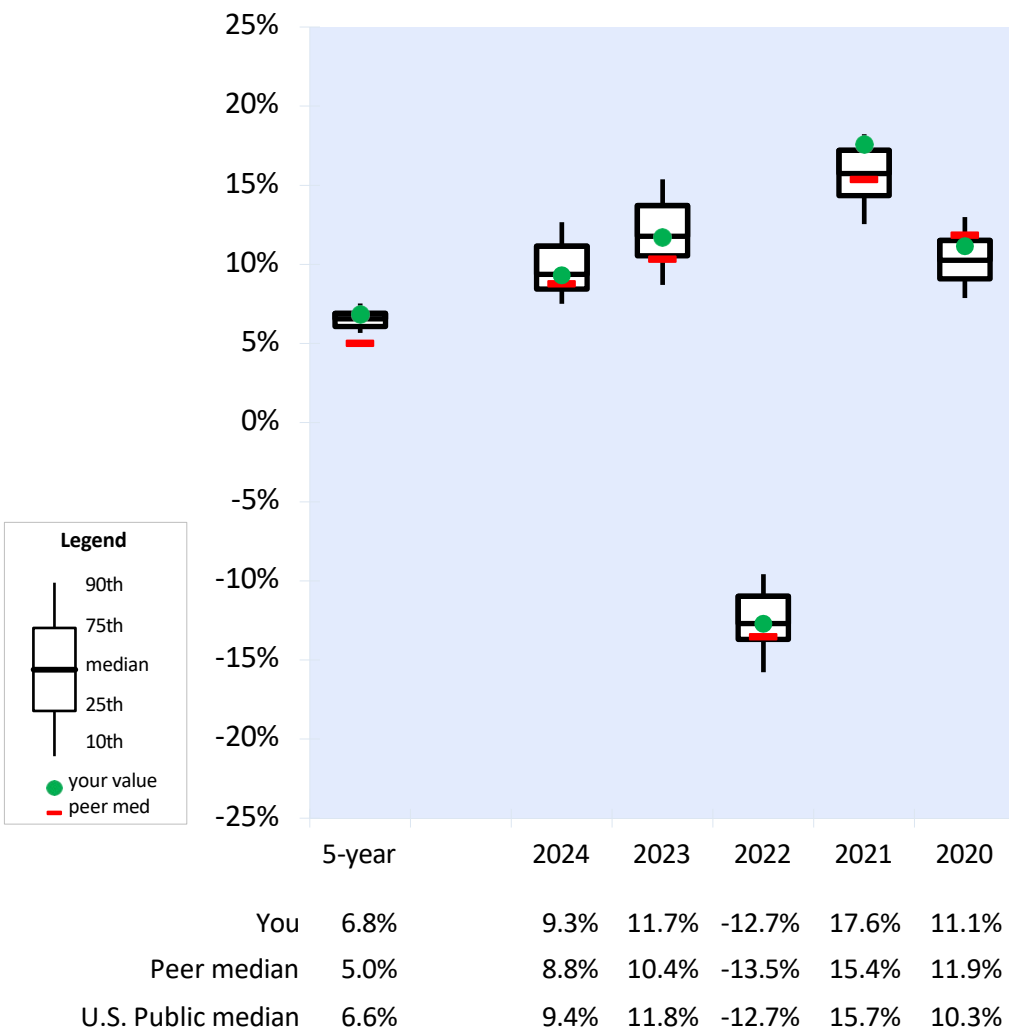 25%
20%
15%
10%
5%
0%
-5%
-10%
-15%
-20%
-25%
Legend
90th
75th
median
25th
10th
your value
peer med
5-year 2024 2023 2022 2021 2020
You 6.8% 9.3% 11.7% -12.7% 17.6% 11.1%
Peer median 5.0% 8.8% 10.4% -13.5% 15.4% 11.9%
U.S. Public median 6.6% 9.4% 11.8% -12.7% 15.7% 10.3%